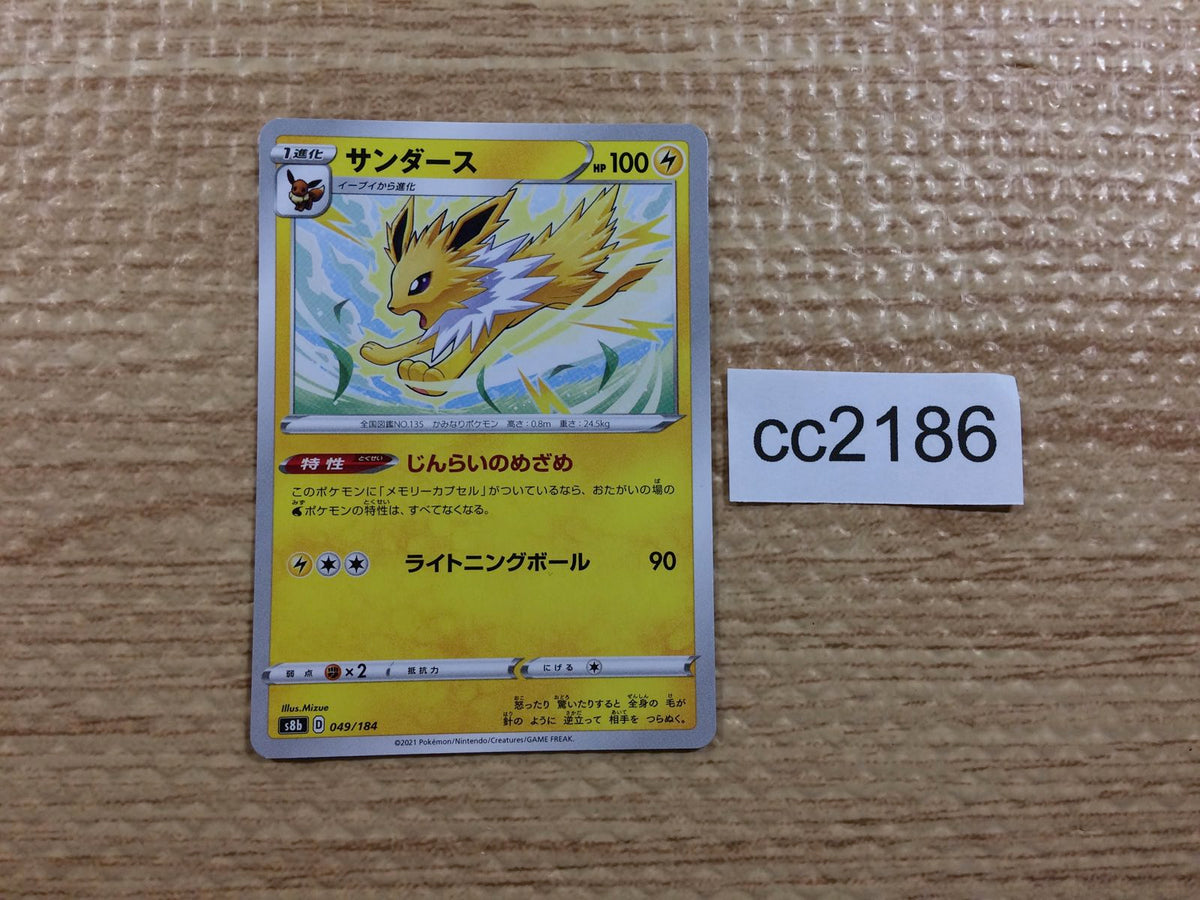 1進化 サンダース HP 100
イーブイから進化
全国図鑑NO.135 かみなりポケモン 高さ:0.8m 重さ:24.5kg
特性 とくせい じんらいのめざめ
このポケモンに「メモリーカプセル」がついているなら、おたがいの場の
ポケモンの特性は、すべてなくなる。
ライトニングボール 90
弱点 ×2 抵抗力 にげる
Illus.Mizue
怒ったり 驚いたりすると 全身の 毛が
針の ように 逆立って 相手を つらぬく。
s8b D 049/184
©2021 Pokémon/Nintendo/Creatures/GAME FREAK.
cc2186